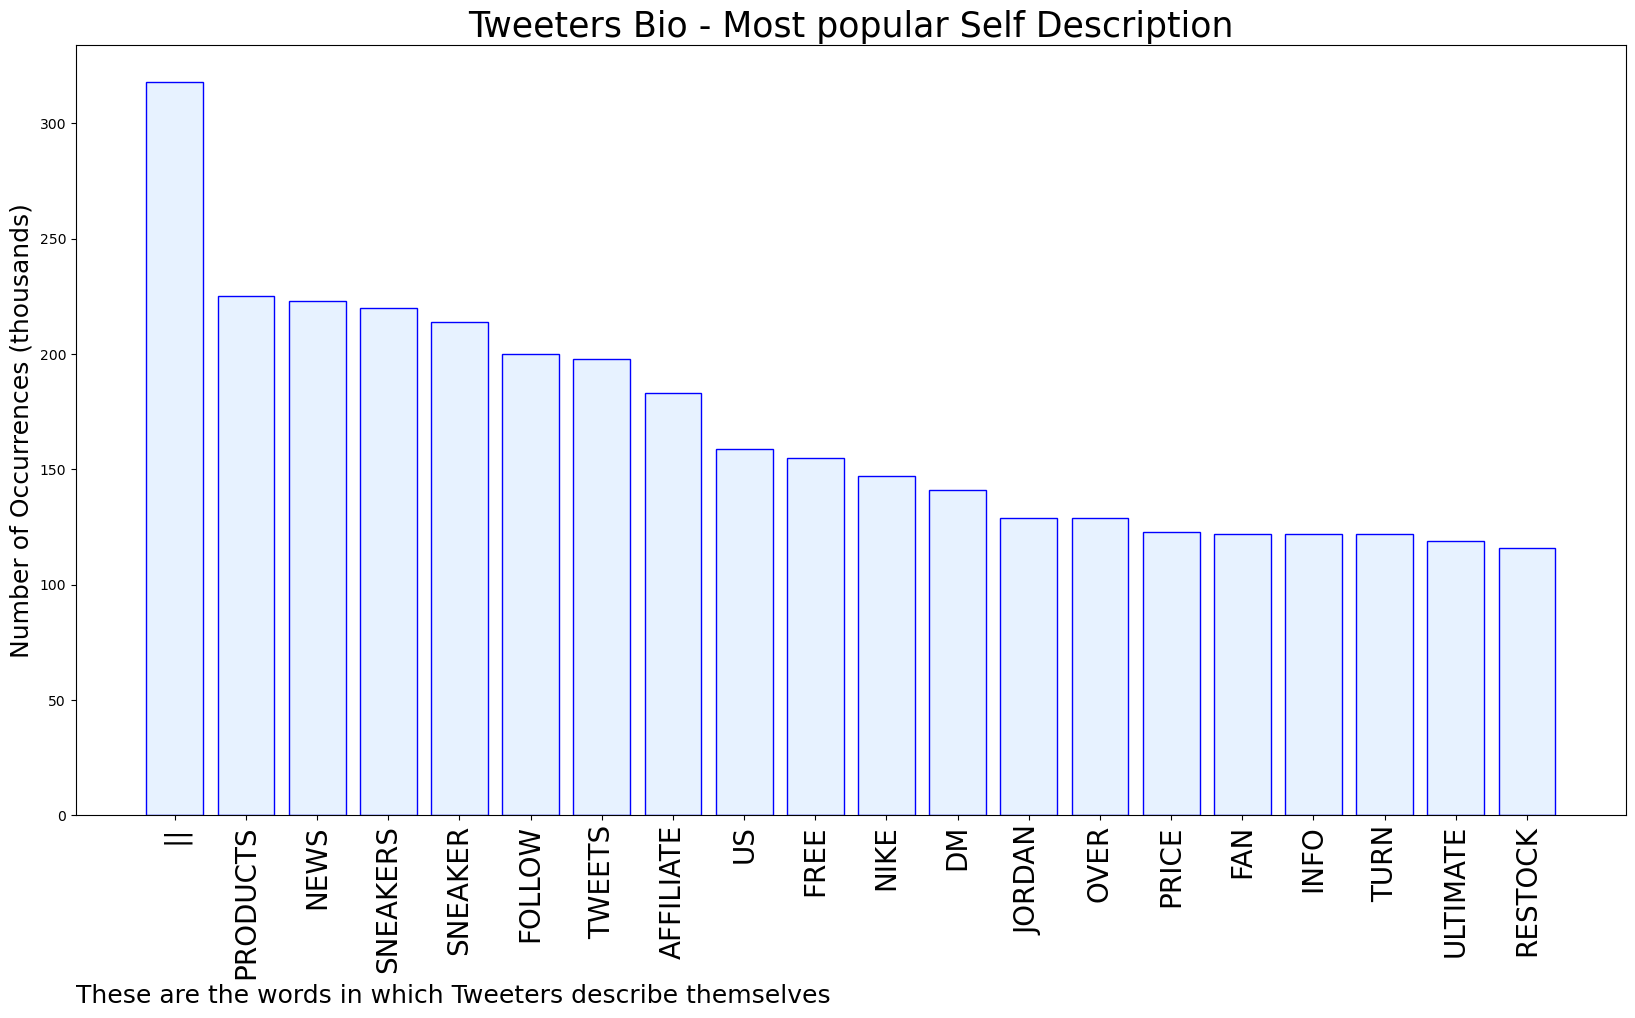 Tweeters Bio - Most popular Self Description
Number of Occurrences (thousands)
300
250
200
150
100
50
0
||
PRODUCTS
NEWS
SNEAKERS
SNEAKER
FOLLOW
TWEETS
AFFILIATE
US
FREE
NIKE
DM
JORDAN
OVER
PRICE
FAN
INFO
TURN
ULTIMATE
RESTOCK
These are the words in which Tweeters describe themselves